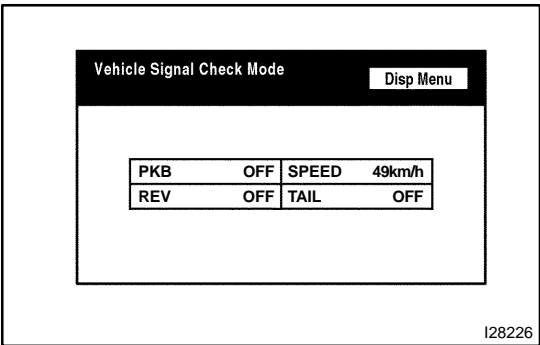 Vehicle Signal Check Mode
Disp Menu
PKB OFF SPEED 49km/h
REV OFF TAIL OFF
I28226